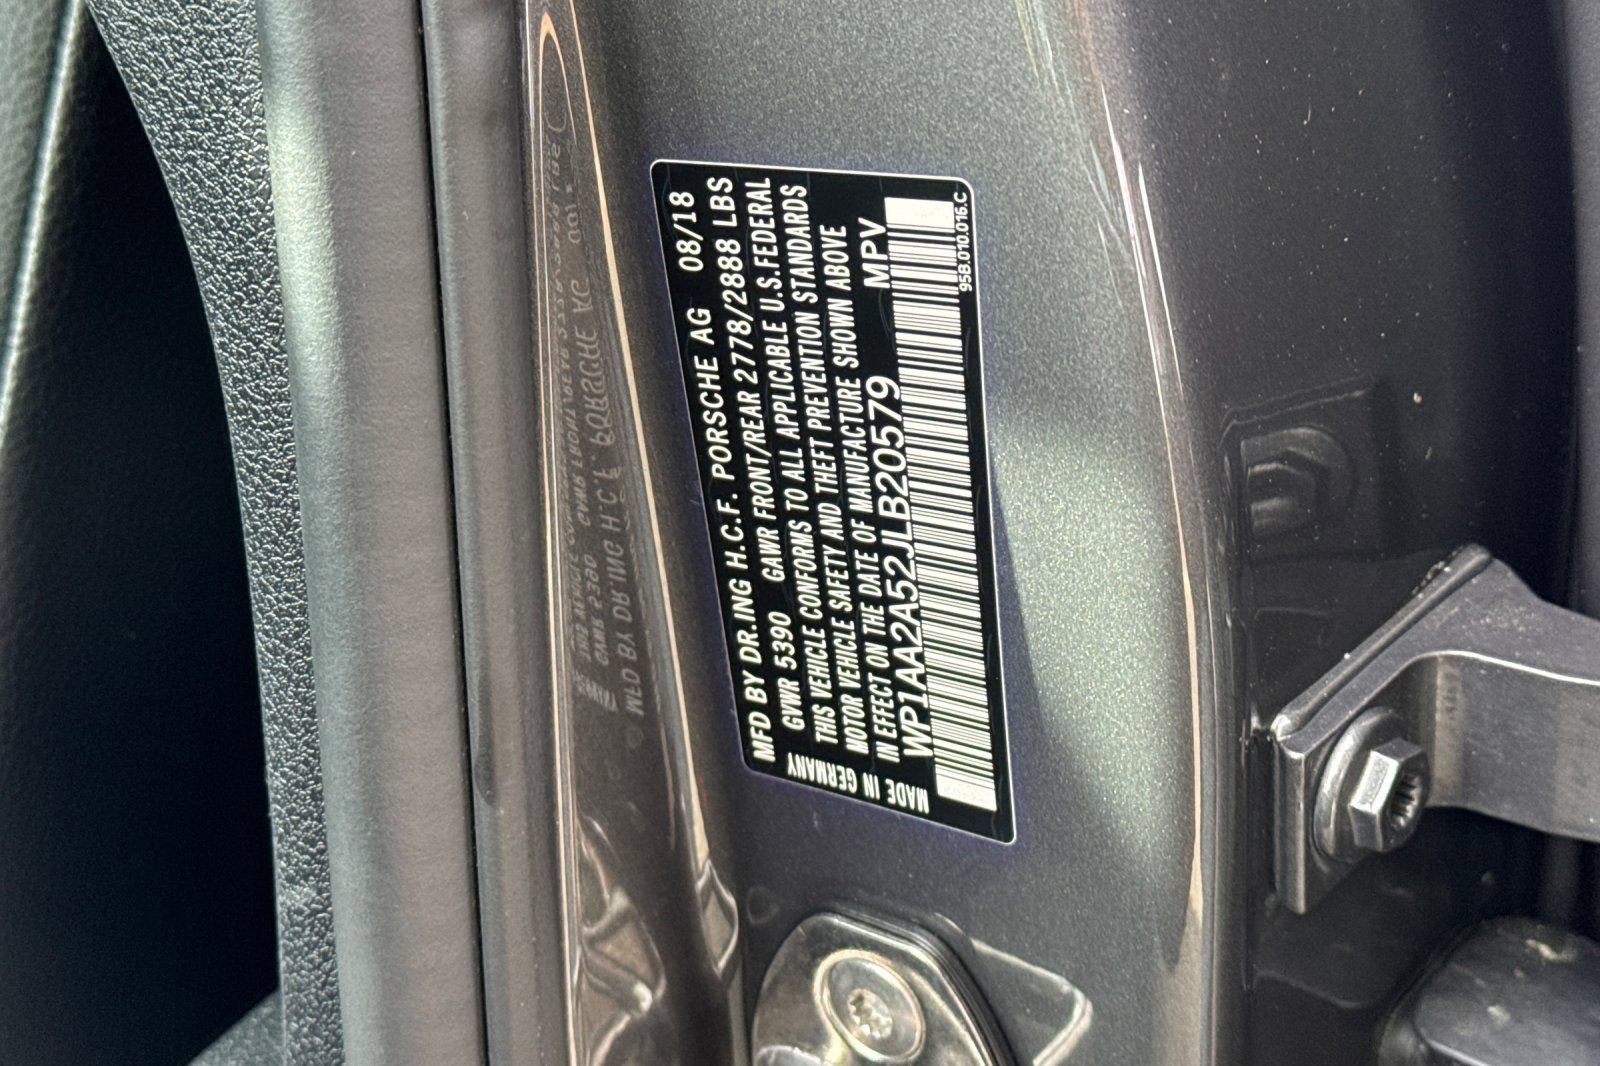 MFD BY DR.ING H.C.F. PORSCHE AG 08/18
GVWR 5390 GAWR FRONT/REAR 2778/2888 LBS
THIS VEHICLE CONFORMS TO ALL APPLICABLE U.S.FEDERAL
MOTOR VEHICLE SAFETY AND THEFT PREVENTION STANDARDS
IN EFFECT ON THE DATE OF MANUFACTURE SHOWN ABOVE
WP1AA2A52JLB20579 MPV
MADE IN GERMANY
95B.010.016.C